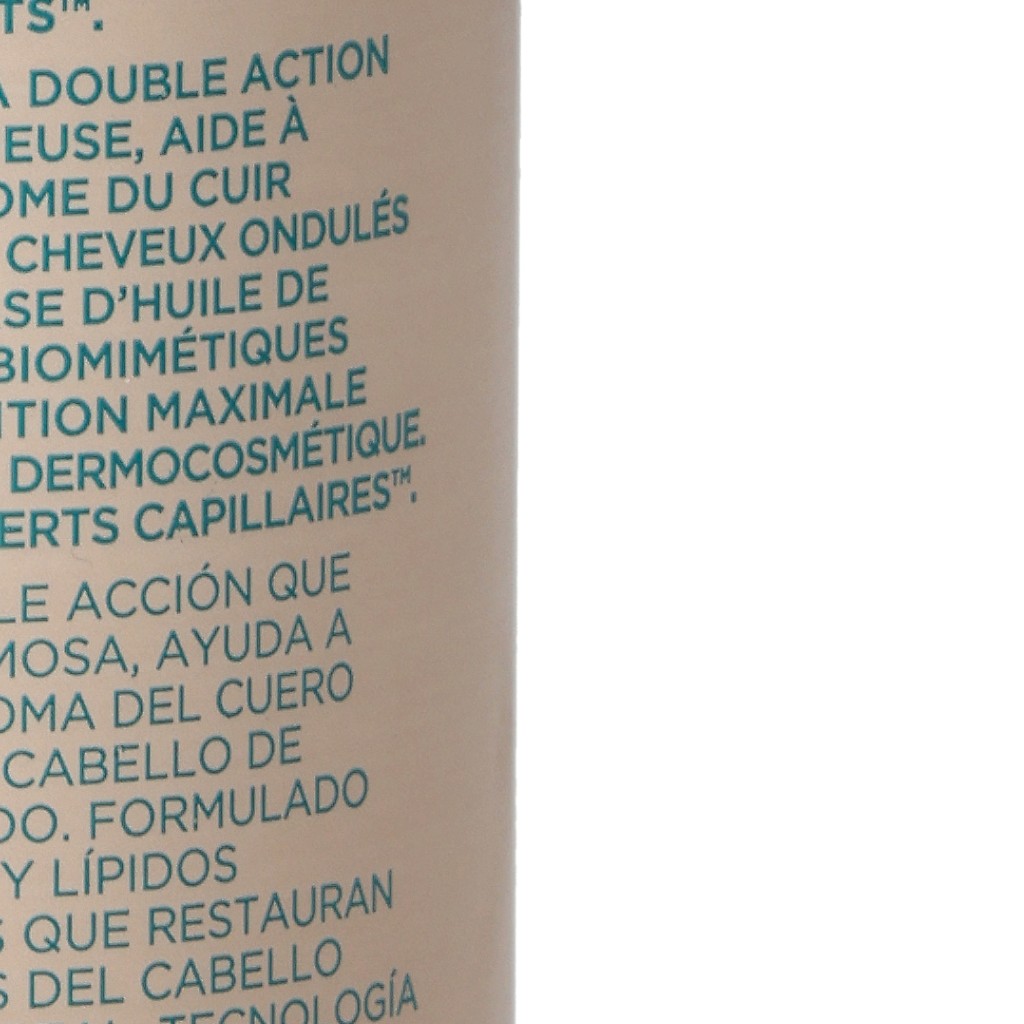 TS™.
A DOUBLE ACTION
EUSE, AIDE À
OME DU CUIR
CHEVEUX ONDULÉS
SE D'HUILE DE
BIOMIMÉTIQUES
ITION MAXIMALE
DERMOCOSMÉTIQUE.
ERTS CAPILLAIRES™.
LE ACCIÓN QUE
MOSA, AYUDA A
OMA DEL CUERO
CABELLO DE
DO. FORMULADO
Y LÍPIDOS
S QUE RESTAURAN
S DEL CABELLO
TECNOLOGÍA